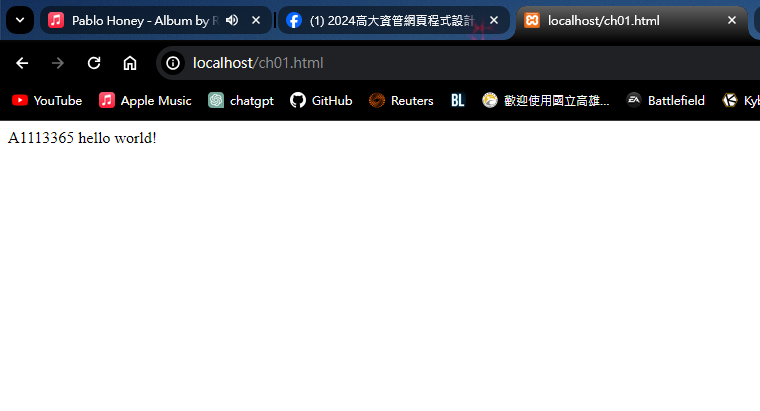 Pablo Honey - Album by R
(1) 2024高大資管網頁程式設計
localhost/ch01.html
localhost/ch01.html
YouTube
Apple Music
chatgpt
GitHub
Reuters
BL
歡迎使用國立高雄...
EA
Battlefield
Kyb
A1113365 hello world!